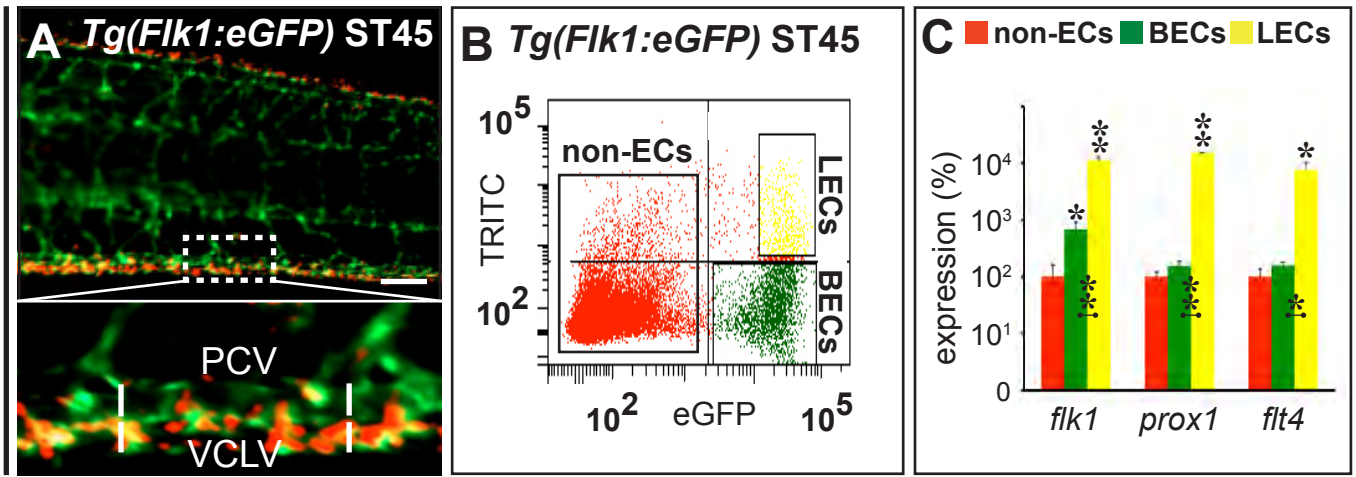 A Tg(Flk1:eGFP) ST45
PCV
VCLV
B Tg(Flk1:eGFP) ST45
10^5
non-ECs
LECs
TRITC
BECs
10^2
10^2 eGFP 10^5
C non-ECs BECs LECs
** ** *
10^4
expression (%)
10^3
*
10^2
** ** *
10^1
0
flk1 prox1 flt4